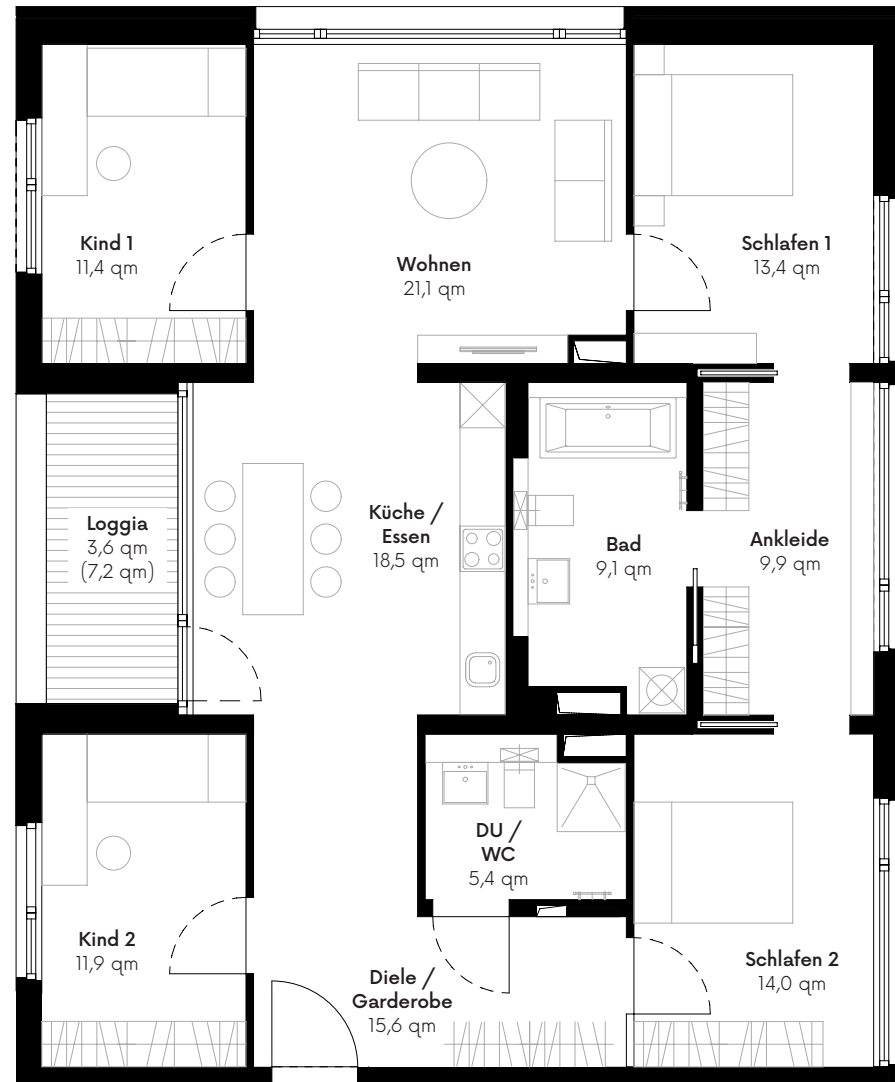 Kind 1
11,4 qm
Wohnen
21,1 qm
Schlafen 1
13,4 qm
Loggia
3,6 qm
(7,2 qm)
Küche /
Essen
18,5 qm
Bad
9,1 qm
Ankleide
9,9 qm
DU /
WC
5,4 qm
Kind 2
11,9 qm
Diele /
Garderobe
15,6 qm
Schlafen 2
14,0 qm